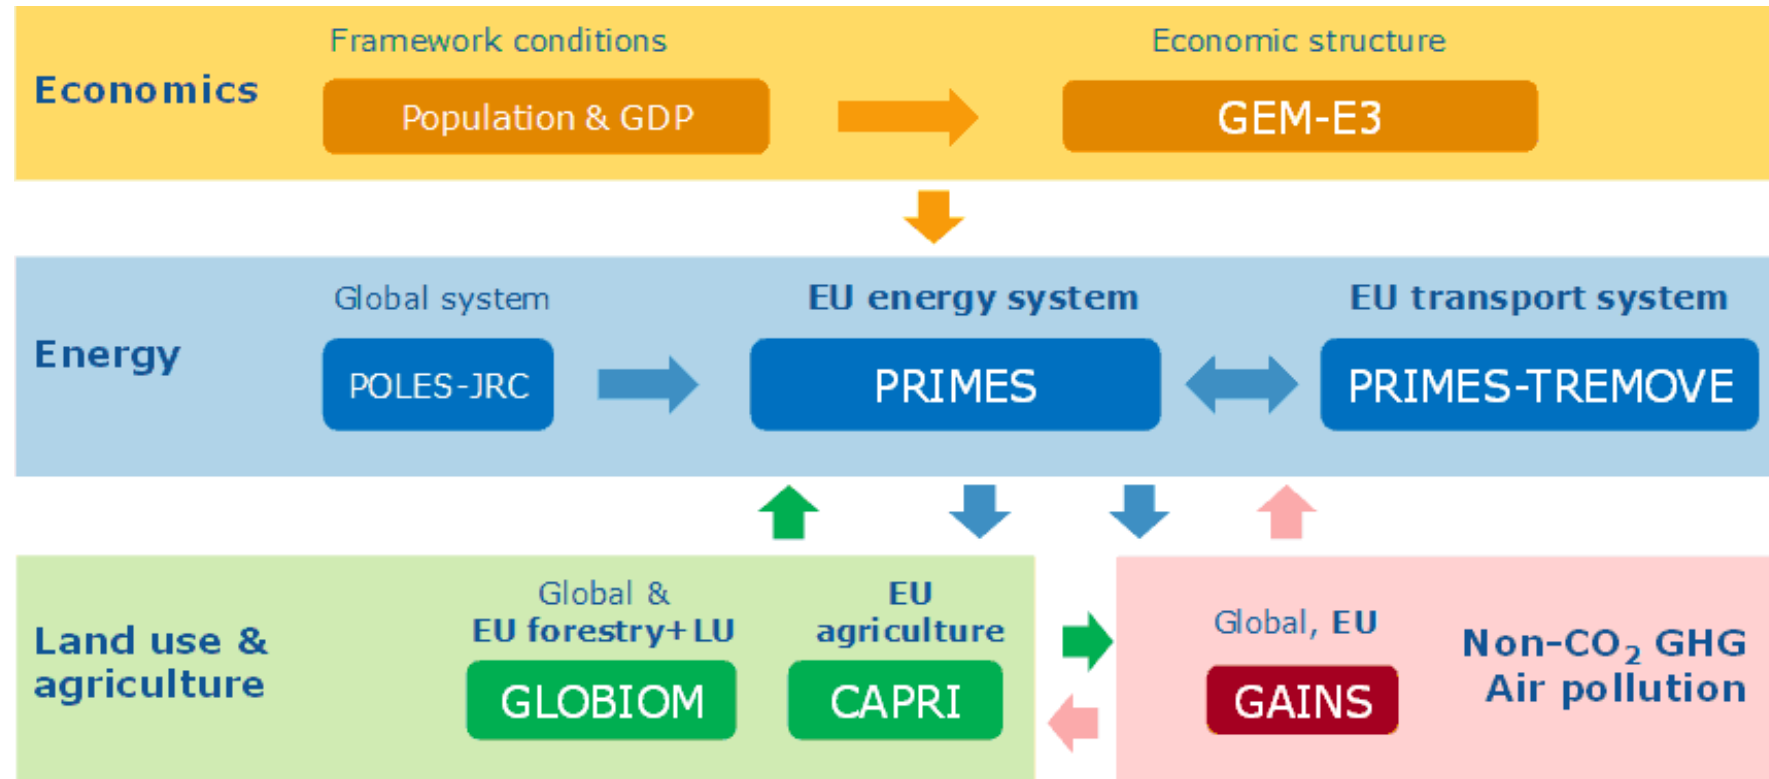 Framework conditions
Economic structure
Economics
Population & GDP
GEM-E3
Global system
EU energy system
EU transport system
Energy
POLES-JRC
PRIMES
PRIMES-TREMOVE
Land use &
agriculture
Global &
EU forestry+LU
GLOBIOM
EU
agriculture
CAPRI
Global, EU
GAINS
Non-CO₂ GHG
Air pollution